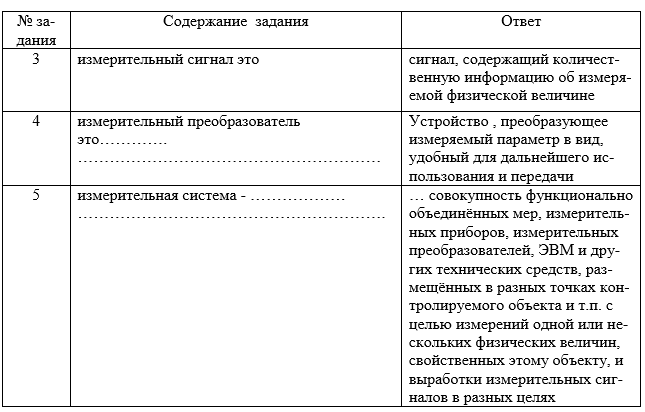 № за-
дания
Содержание задания
Ответ
3
измерительный сигнал это
сигнал, содержащий количест-
венную информацию об измеря-
емой физической величине
4
измерительный преобразователь
это………….
………………………………………………
Устройство , преобразующее
измеряемый параметр в вид,
удобный для дальнейшего ис-
пользования и передачи
5
измерительная система - ………………
……………………………………………….
… совокупность функционально
объединённых мер, измеритель-
ных приборов, измерительных
преобразователей, ЭВМ и дру-
гих технических средств, раз-
мещённых в разных точках кон-
тролируемого объекта и т.п. с
целью измерений одной или не-
скольких физических величин,
свойственных этому объекту, и
выработки измерительных сиг-
налов в разных целях